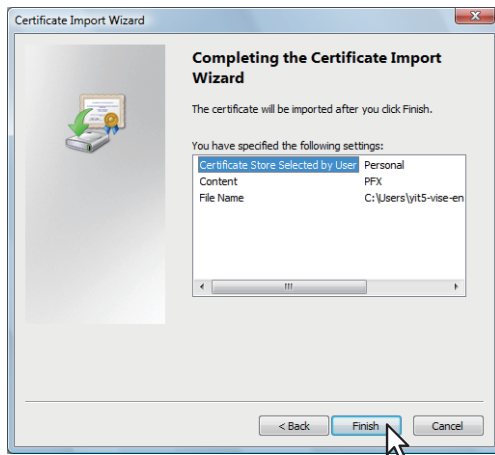 Certificate Import Wizard
Completing the Certificate Import
Wizard
The certificate will be imported after you click Finish.
You have specified the following settings:
Certificate Store Selected by User Personal
Content PFX
File Name C:\Users\yit5-vise-en
< Back Finish Cancel